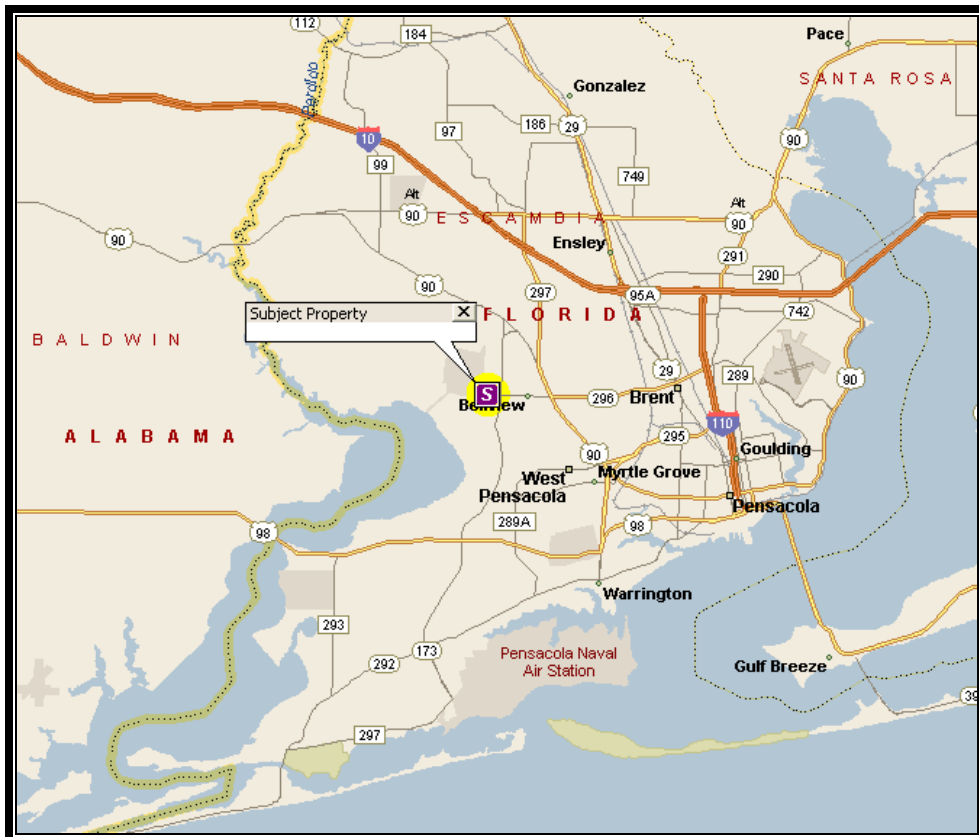 112
184
Pace
Perdido
SANTA ROSA
Gonzalez
97
186
29
90
10
99
749
Alt
90
Alt
90
ESCAMBIA
90
Ensley
291
290
90
297
95A
Subject Property
FLORIDA
742
BALDWIN
29
289
90
S
Bellview
296
Brent
110
ALABAMA
295
Goulding
90
West
Pensacola
Myrtle Grove
Pensacola
289A
98
98
Warrington
293
173
292
Pensacola Naval
Air Station
Gulf Breeze
297